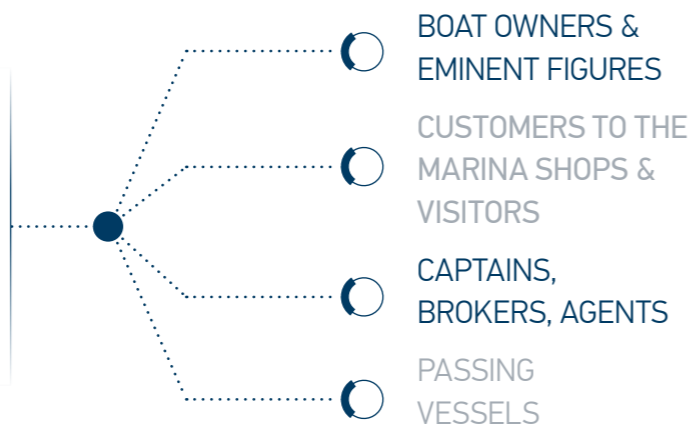 BOAT OWNERS &
EMINENT FIGURES
CUSTOMERS TO THE
MARINA SHOPS &
VISITORS
CAPTAINS,
BROKERS, AGENTS
PASSING
VESSELS